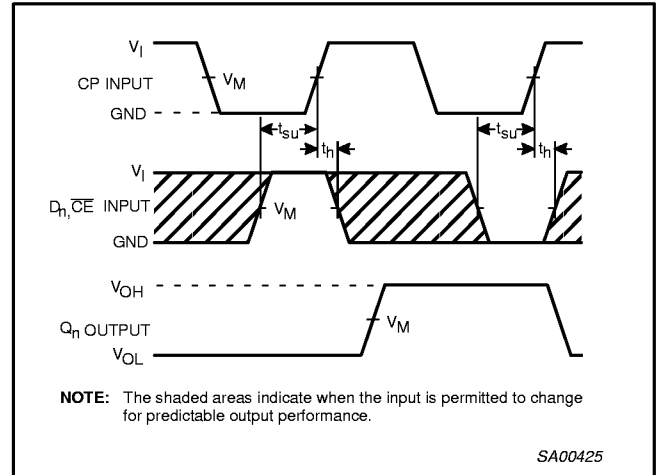 V_I
CP INPUT
V_M
GND
t_su
t_su
t_h
t_h
V_I
D_n, C̅E̅ INPUT
V_M
GND
V_OH
Q_n OUTPUT
V_M
V_OL
NOTE: The shaded areas indicate when the input is permitted to change
for predictable output performance.
SA00425